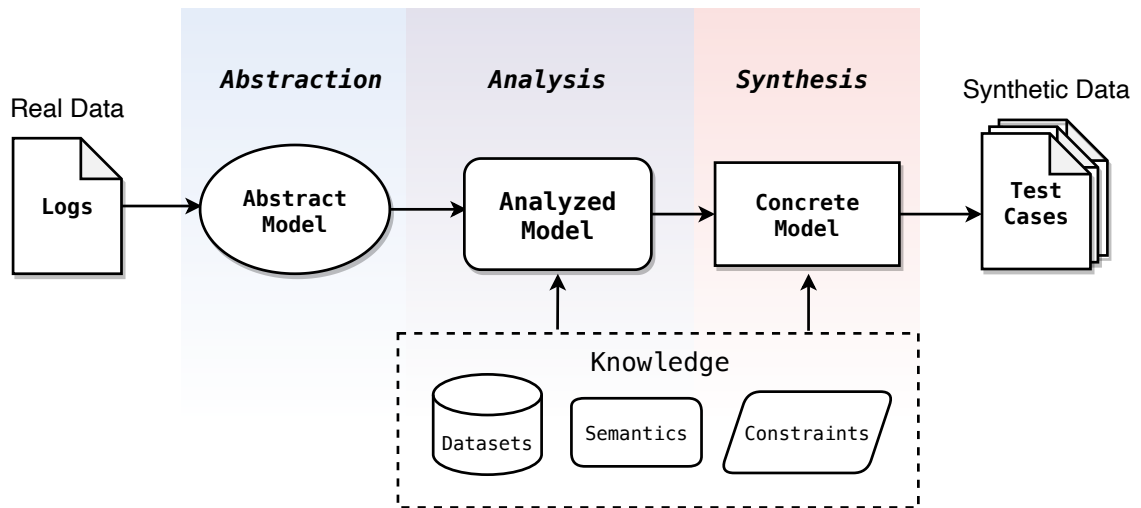 Abstraction
Analysis
Synthesis
Real Data
Synthetic Data
Logs
Abstract
Model
Analyzed
Model
Concrete
Model
Test
Cases
Knowledge
Datasets
Semantics
Constraints